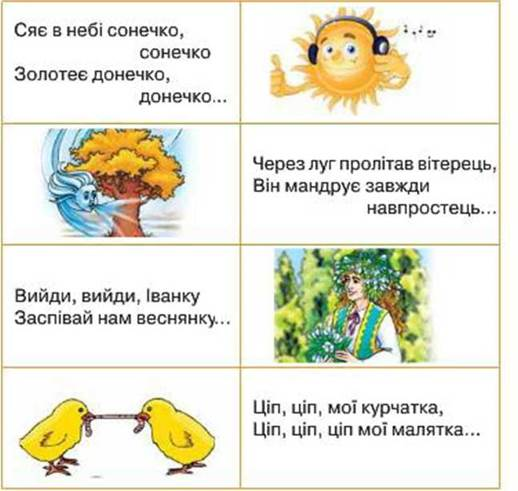 Сяє в небі сонечко,
сонечко
Золотеє донечко,
донечко...
Через луг пролітав вітерець,
Він мандрує завжди
навпростець...
Вийди, вийди, Іванку
Заспівай нам веснянку...
Ціп, ціп, мої курчатка,
Ціп, ціп, ціп мої малятка...